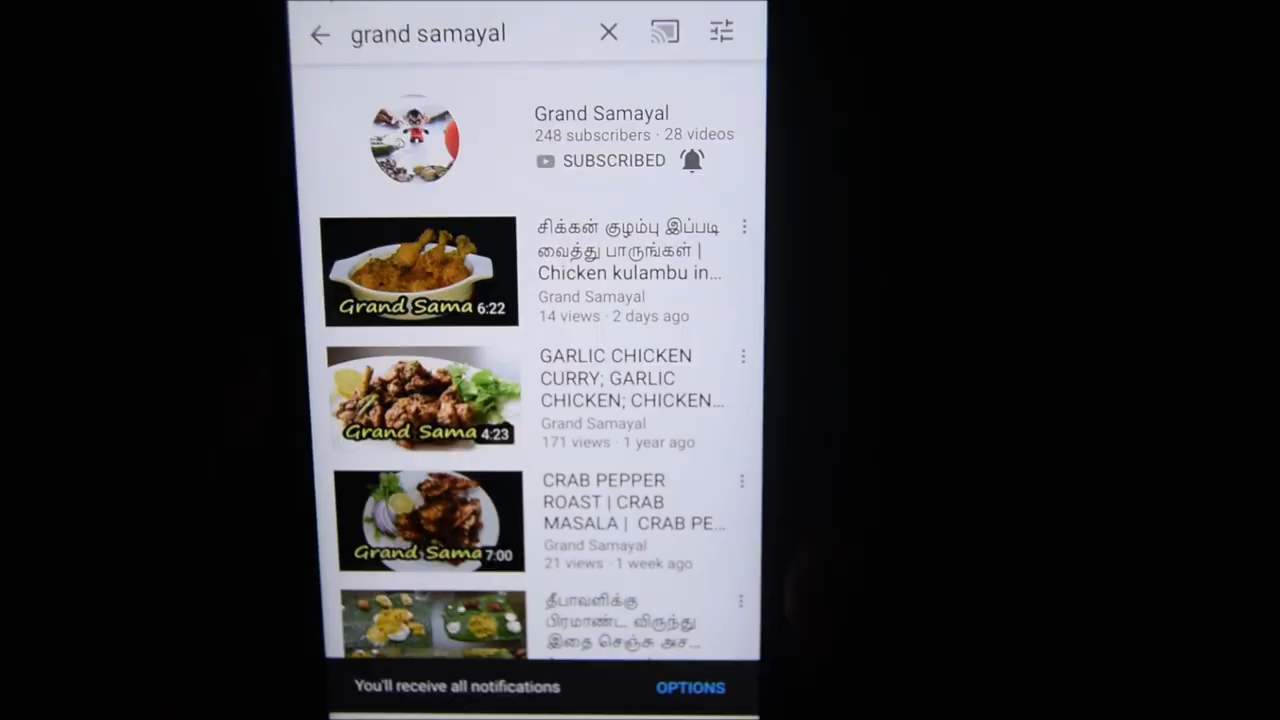 grand samayal
Grand Samayal
248 subscribers · 28 videos
SUBSCRIBED
சிக்கன் குழம்பு இப்படி
வைத்து பாருங்கள் |
Chicken kulambu in...
Grand Samayal
14 views · 2 days ago
Grand Sama 6:22
GARLIC CHICKEN
CURRY; GARLIC
CHICKEN; CHICKEN...
Grand Samayal
171 views · 1 year ago
Grand Sama 4:23
CRAB PEPPER
ROAST | CRAB
MASALA | CRAB PE...
Grand Samayal
21 views · 1 week ago
Grand Sama 7:00
தீபாவளிக்கு
பிரமாண்ட விருந்து
இதை செஞ்சு அச...
You'll receive all notifications
OPTIONS